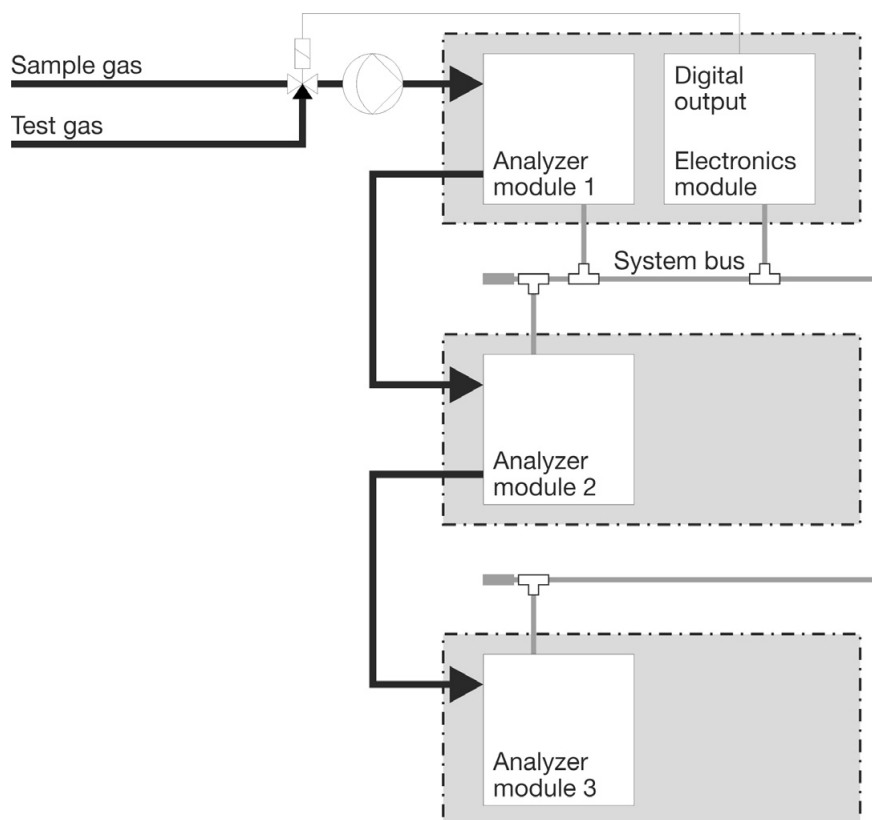 Sample gas
Test gas
Digital
output
Analyzer
module 1
Electronics
module
System bus
Analyzer
module 2
Analyzer
module 3